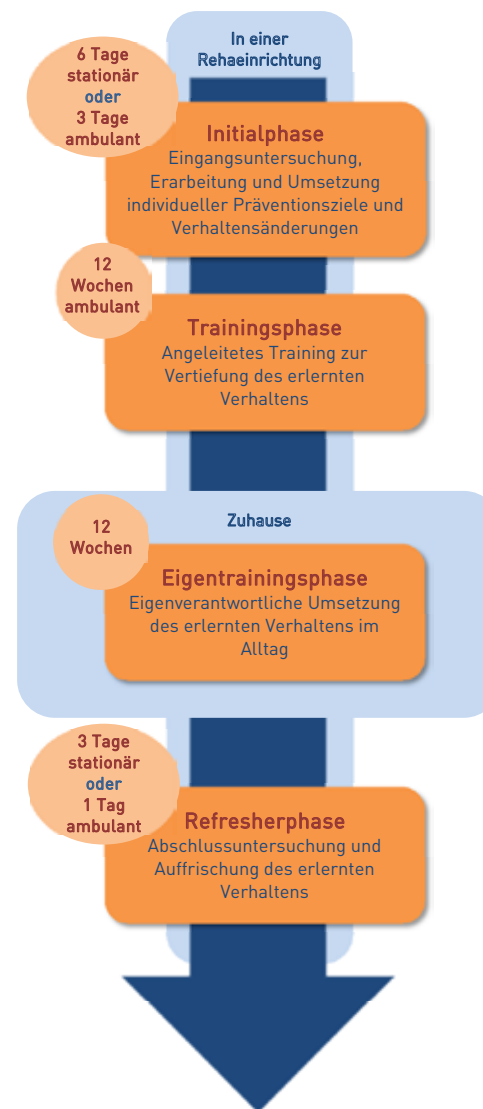 In einer
Rehaeinrichtung
6 Tage
stationär
oder
3 Tage
ambulant
Initialphase
Eingangsuntersuchung,
Erarbeitung und Umsetzung
individueller Präventionsziele und
Verhaltensänderungen
12
Wochen
ambulant
Trainingsphase
Angeleitetes Training zur
Vertiefung des erlernten
Verhaltens
Zuhause
12
Wochen
Eigentrainingsphase
Eigenverantwortliche Umsetzung
des erlernten Verhaltens im
Alltag
3 Tage
stationär
oder
1 Tag
ambulant
Refresherphase
Abschlussuntersuchung und
Auffrischung des erlernten
Verhaltens